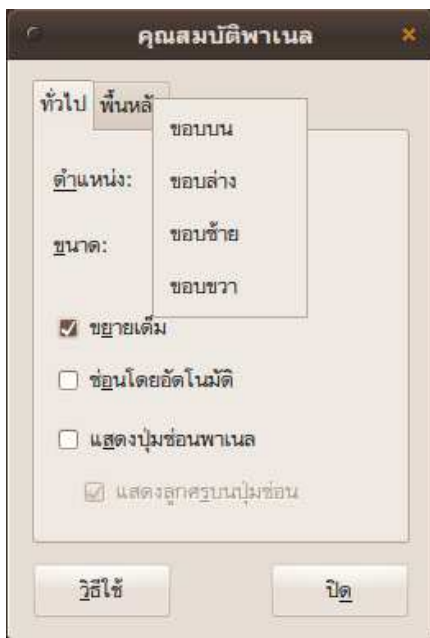 คุณสมบัติพาเนล
ทั่วไป พื้นหลั
ขอบบน
ตำแหน่ง: ขอบล่าง
ขอบซ้าย
ขนาด:
ขอบขวา
ขยายเต็ม
ซ่อนโดยอัตโนมัติ
แสดงปุ่มซ่อนพาเนล
แสดงลูกศรบนปุ่มซ่อน
วิธีใช้ ปิด